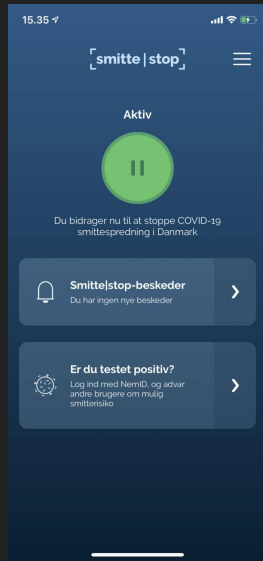 15.35
smitte|stop
Aktiv
Du bidrager nu til at stoppe COVID-19
smittespredning i Danmark
Smitte|stop-beskeder
Du har ingen nye beskeder
Er du testet positiv?
Log ind med NemID, og advar
andre brugere om mulig
smitterisiko